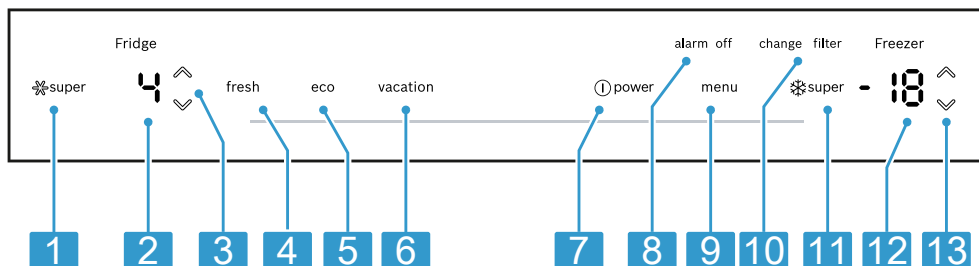 Fridge
alarm off
change filter
Freezer
super
4
fresh
eco
vacation
power
menu
super
-18
1
2
3
4
5
6
7
8
9
10
11
12
13